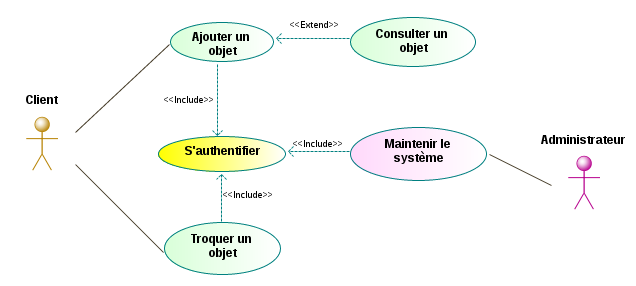 <<Extend>>
Ajouter un
objet
Consulter un
objet
Client
<<Include>>
S'authentifier
<<Include>>
Maintenir le
système
Administrateur
<<Include>>
Troquer un
objet